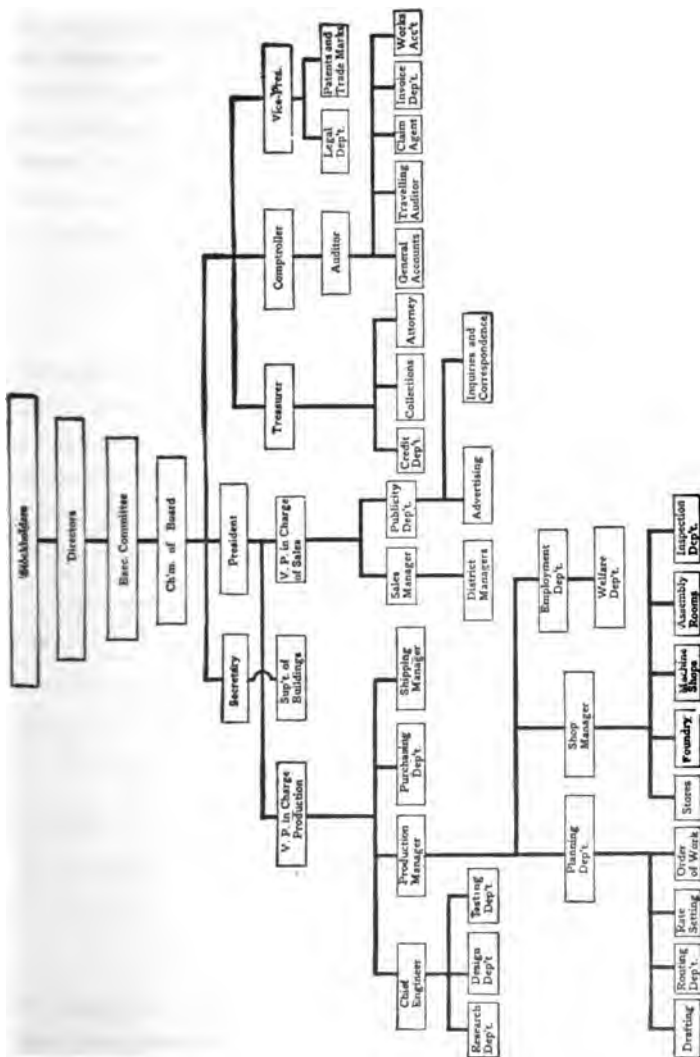 Stockholders
Directors
Exec. Committee
Ch'm. of Board
Secretary
President
Treasurer
Comptroller
Vice-Pres.
V. P. in Charge
Production
Sup't. of
Buildings
V. P. in Charge
of Sales
Auditor
Legal
Dep't.
Patents and
Trade Marks
Chief
Engineer
Production
Manager
Purchasing
Dep't.
Shipping
Manager
Sales
Manager
Publicity
Dep't.
Credit
Dep't.
Collections
Attorney
General
Accounts
Travelling
Auditor
Claim
Agent
Invoice
Dep't.
Works
Acc't
Research
Dep't.
Design
Dep't
Testing
Dep't.
District
Managers
Advertising
Inquiries and
Correspondence
Planning
Dep't.
Shop
Manager
Employment
Dep't.
Welfare
Dep't.
Drafting
Routing
Dep't.
Rate
Setting
Order
of Work
Stores
Foundry
Machine
Shops
Assembly
Rooms
Inspection
Dep't.